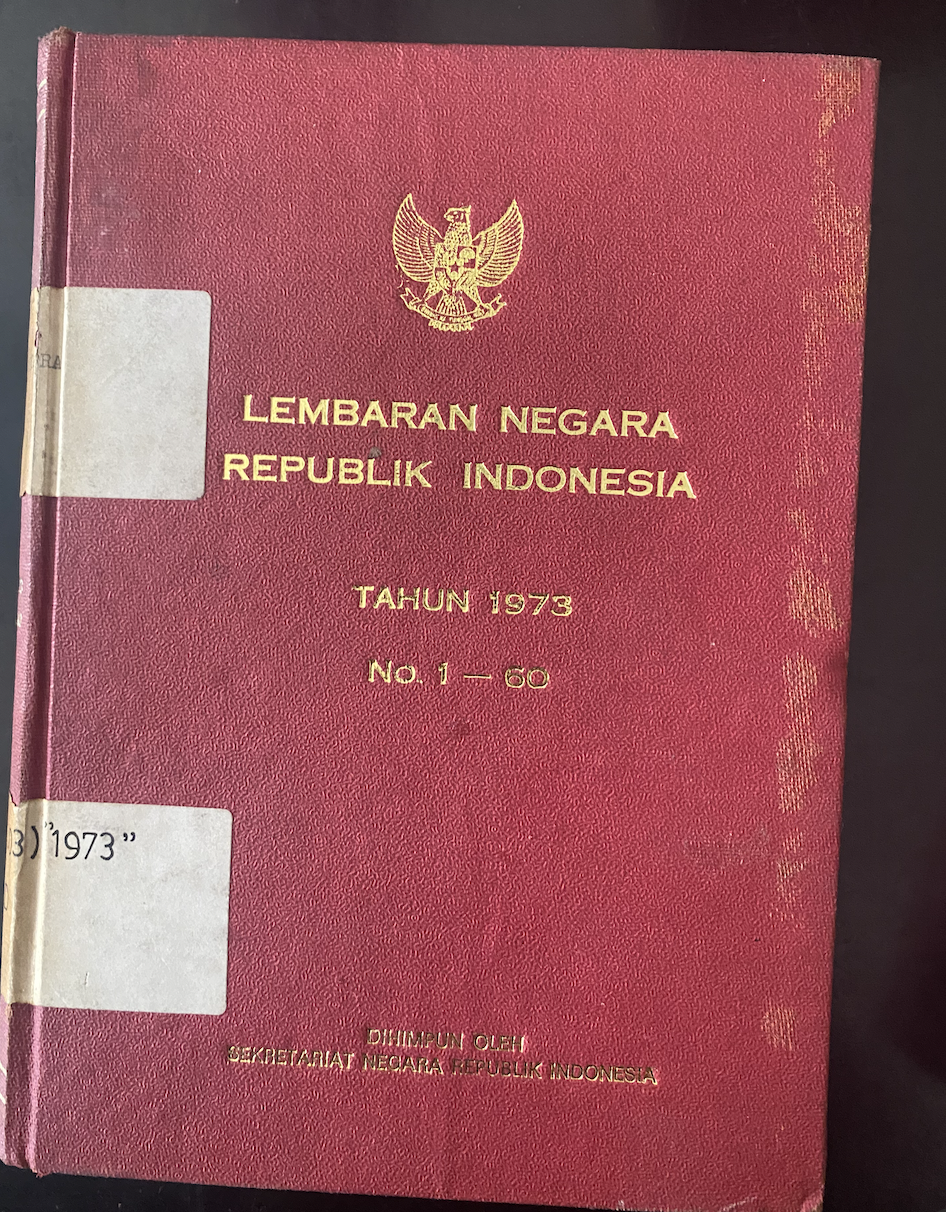 LEMBARAN NEGARA
REPUBLIK INDONESIA
TAHUN 1973
No. 1 — 60
RA
3) "1973"
DIHIMPUN OLEH
SEKRETARIAT NEGARA REPUBLIK INDONESIA